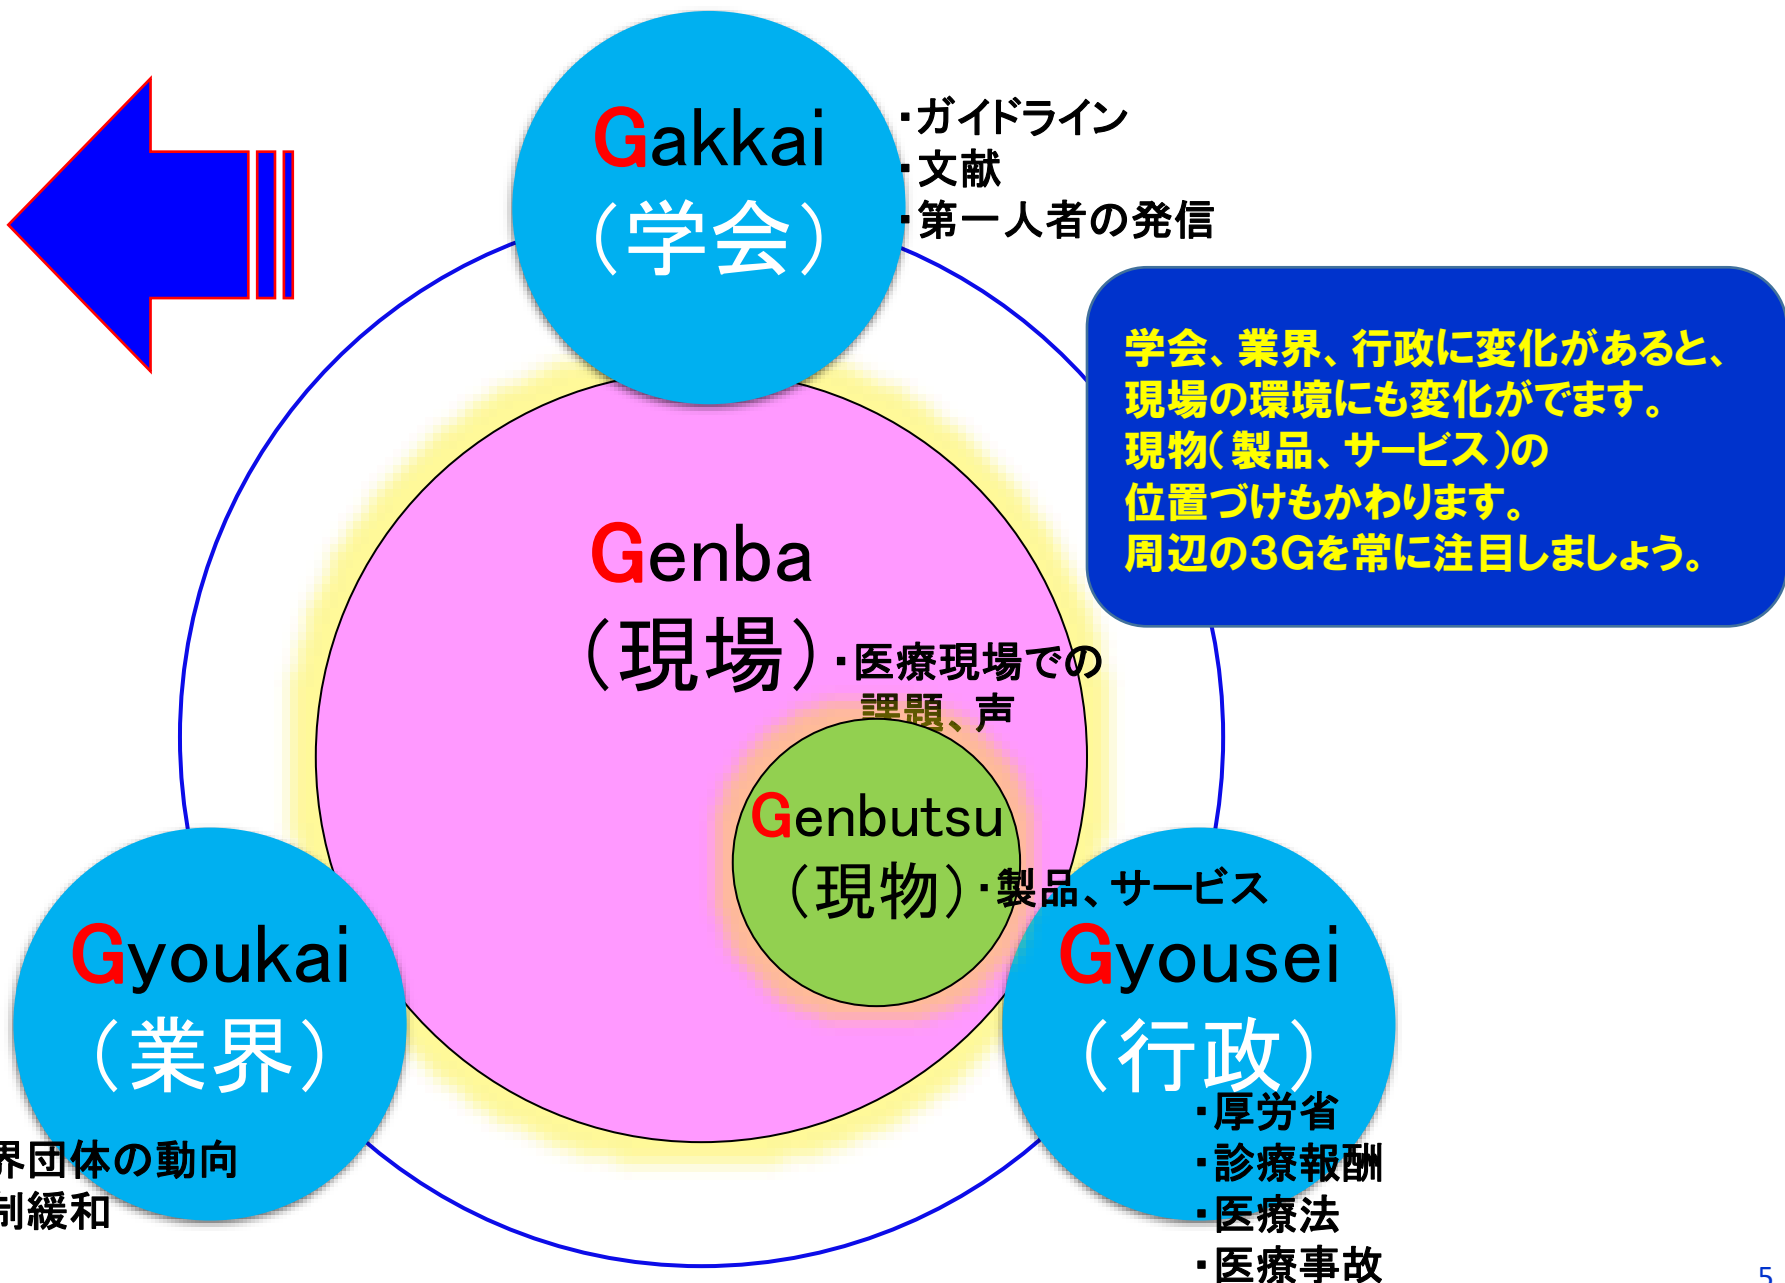 Gakkai
（学会）
・ガイドライン
・文献
・第一人者の発信
学会、業界、行政に変化があると、
現場の環境にも変化がでます。
現物（製品、サービス）の
位置づけもかわります。
周辺の3Gを常に注目しましょう。
Genba
（現場）
・医療現場での
課題、声
Genbutsu
（現物）
・製品、サービス
Gyoukai
（業界）
界団体の動向
制緩和
Gyousei
（行政）
・厚労省
・診療報酬
・医療法
・医療事故
5